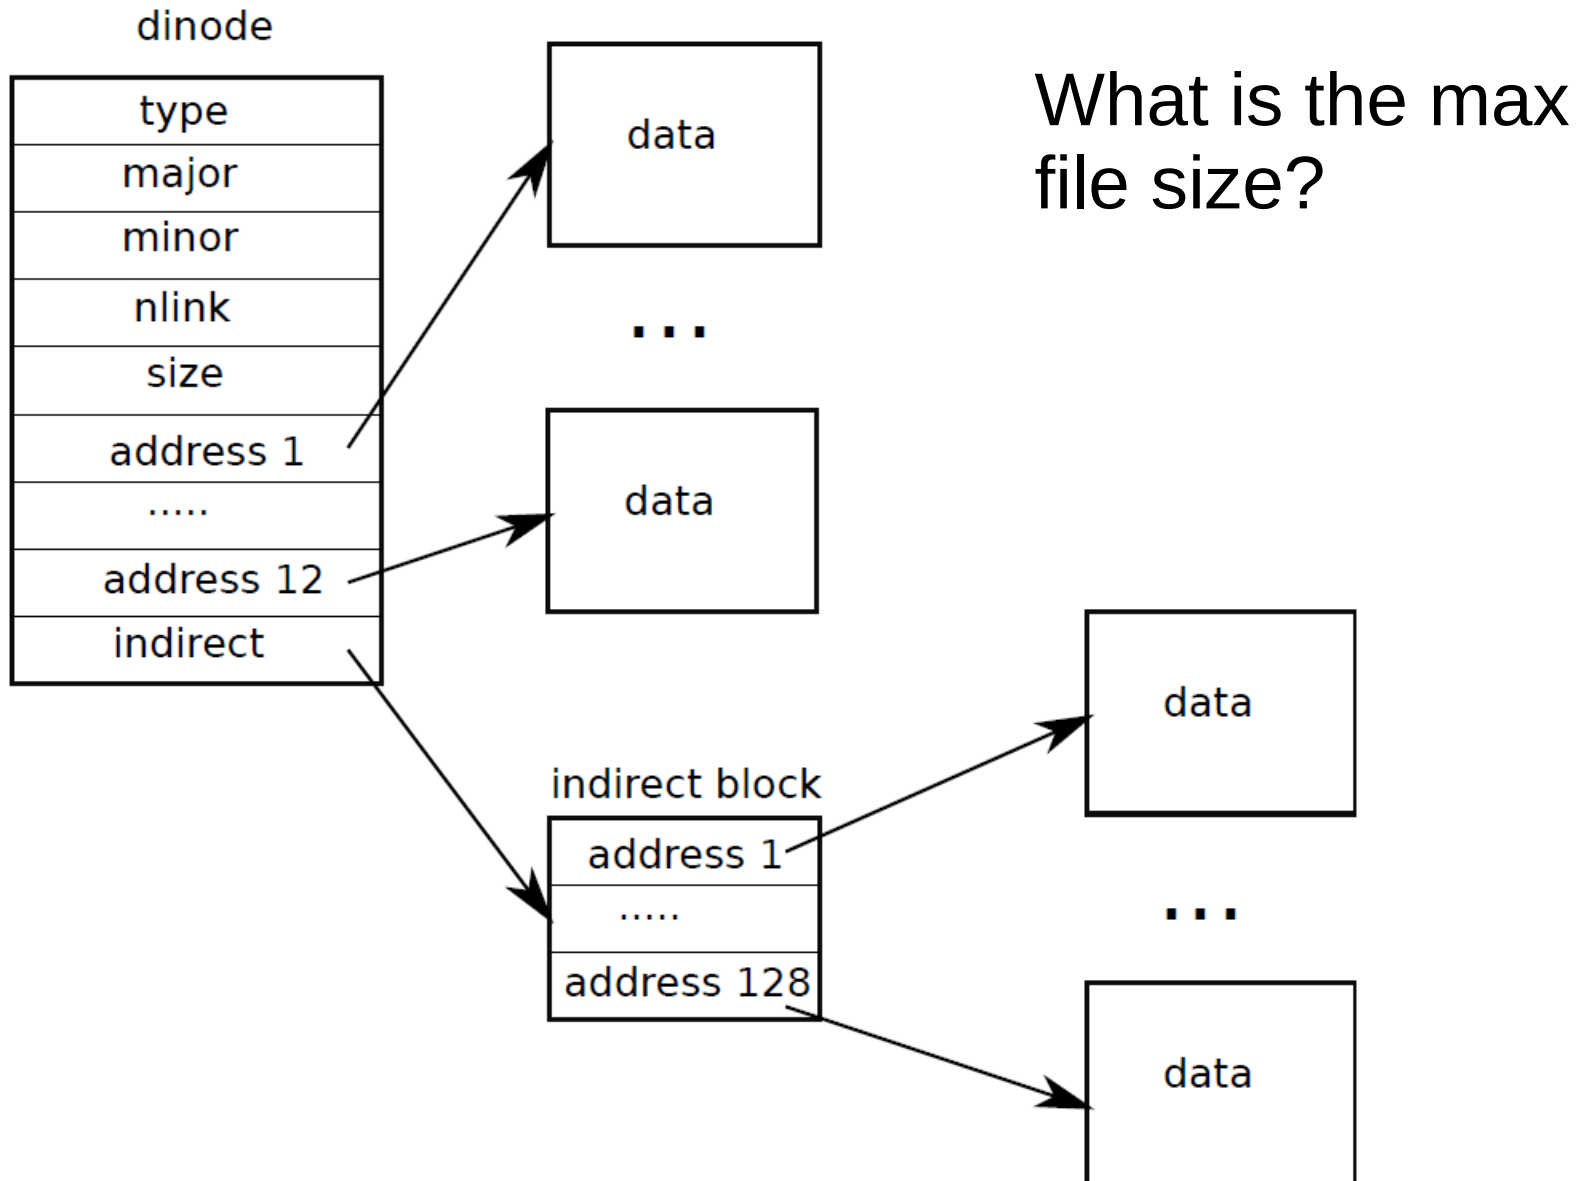 dinode
type
major
minor
nlink
size
address 1
.....
address 12
indirect
data
...
data
What is the max
file size?
indirect block
address 1
.....
address 128
data
...
data